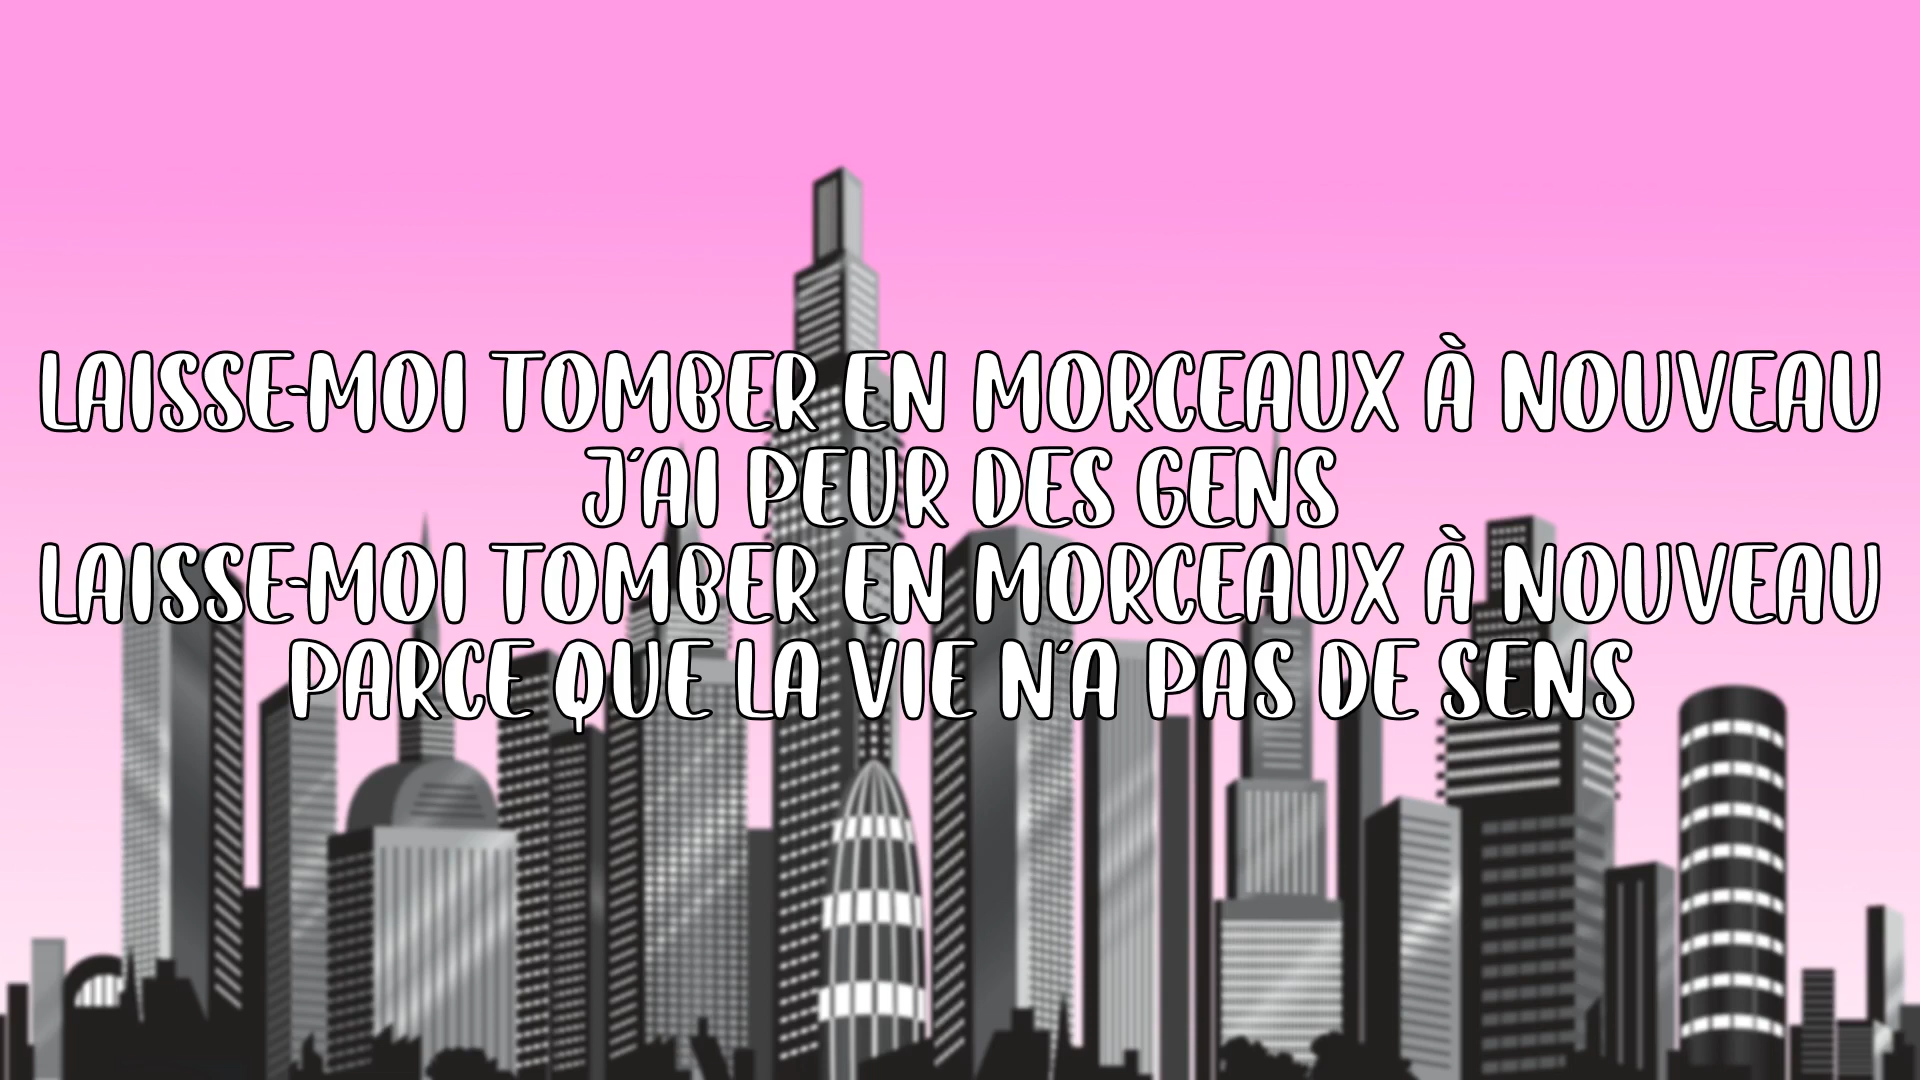 LAISSE-MOI TOMBER EN MORCEAUX À NOUVEAU
J'AI PEUR DES GENS
LAISSE-MOI TOMBER EN MORCEAUX À NOUVEAU
PARCE QUE LA VIE N'A PAS DE SENS